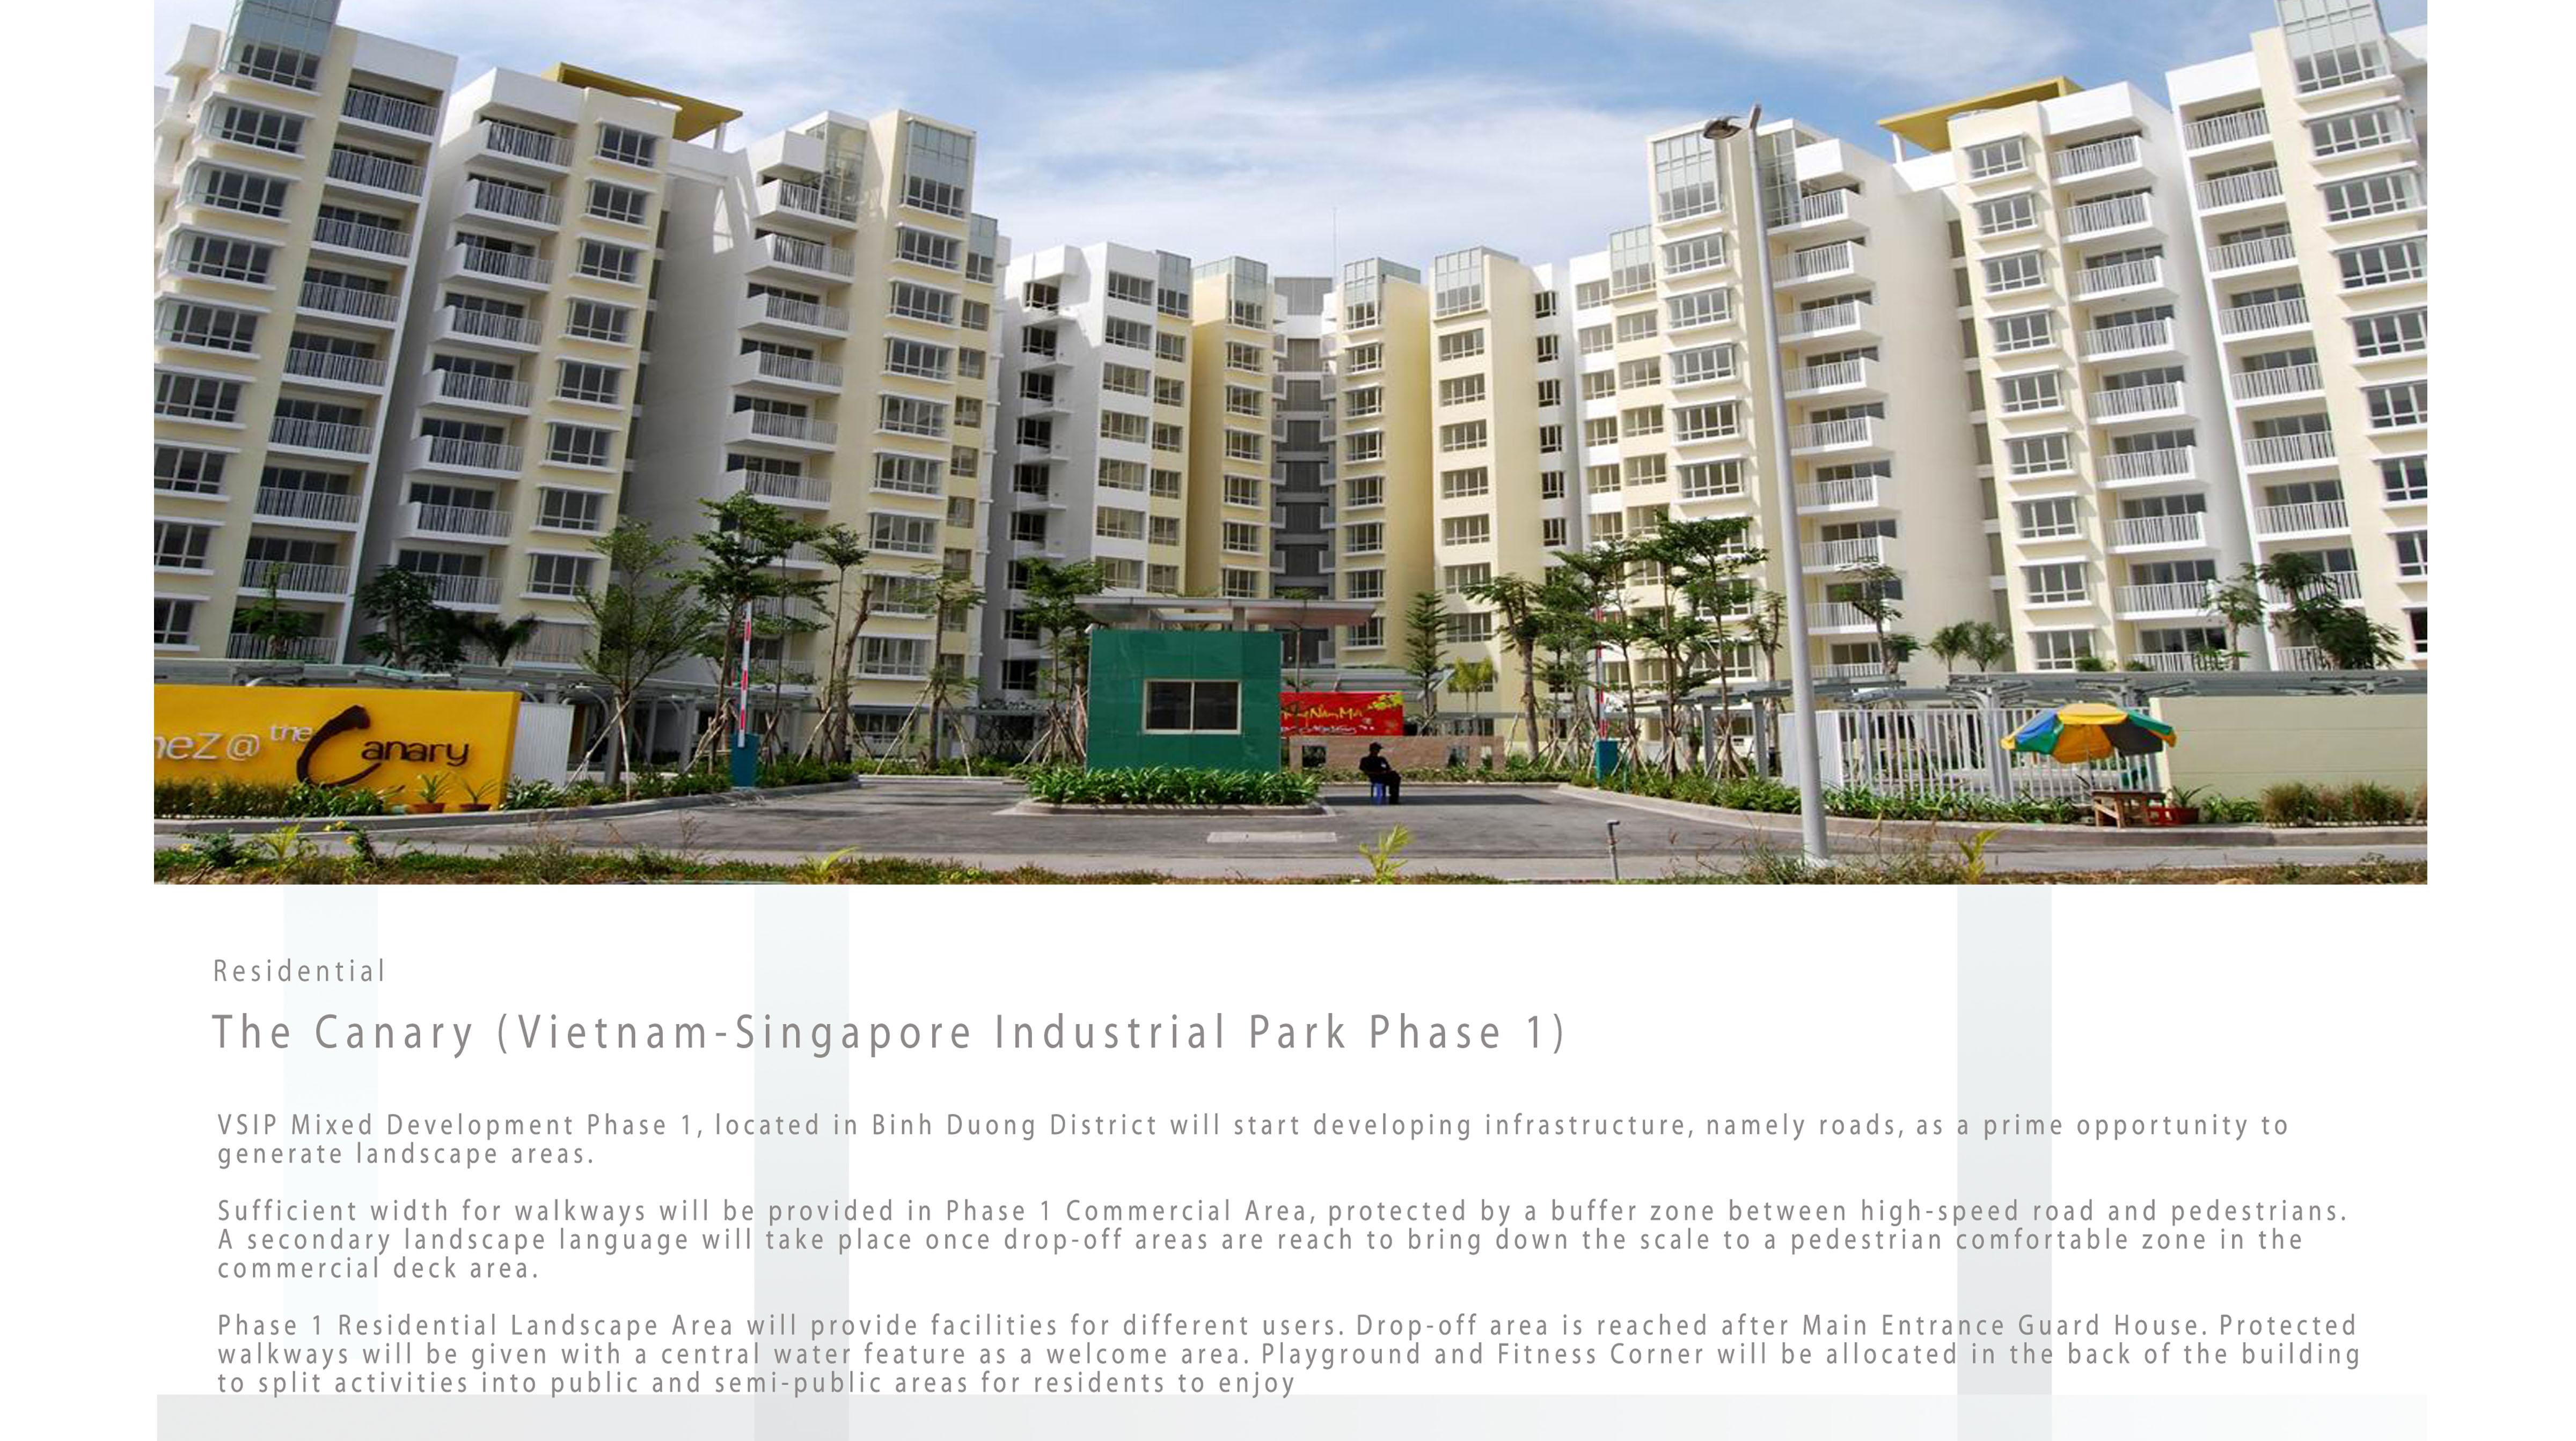 nez @ the Canary
Residential
The Canary (Vietnam-Singapore Industrial Park Phase 1)
VSIP Mixed Development Phase 1, located in Binh Duong District will start developing infrastructure, namely roads, as a prime opportunity to
generate landscape areas.
Sufficient width for walkways will be provided in Phase 1 Commercial Area, protected by a buffer zone between high-speed road and pedestrians.
A secondary landscape language will take place once drop-off areas are reach to bring down the scale to a pedestrian comfortable zone in the
commercial deck area.
Phase 1 Residential Landscape Area will provide facilities for different users. Drop-off area is reached after Main Entrance Guard House. Protected
walkways will be given with a central water feature as a welcome area. Playground and Fitness Corner will be allocated in the back of the building
to split activities into public and semi-public areas for residents to enjoy